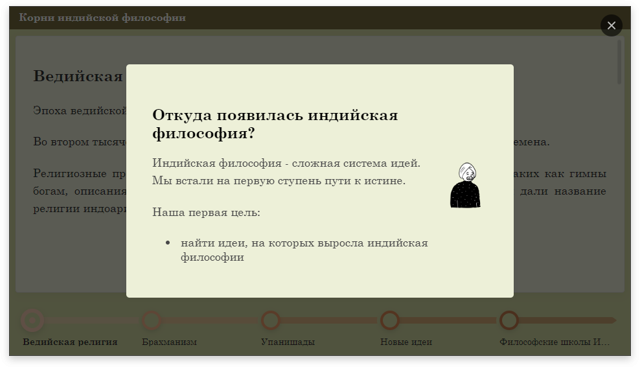 Корни индийской философии
Ведийская
Эпоха ведийской
Во втором тысяч
емена.
Религиозные пр
аких как гимны
богам, описания
дали название
религии индоари
Откуда появилась индийская
философия?
Индийская философия - сложная система идей.
Мы встали на первую ступень пути к истине.
Наша первая цель:
• найти идеи, на которых выросла индийская
философии
Ведийская религия
Брахманизм
Упанишады
Новые идеи
Философские школы И...